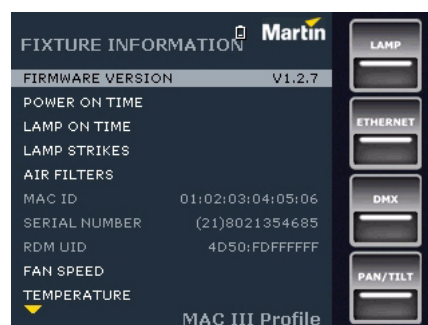 Martin
FIXTURE INFORMATION
FIRMWARE VERSION V1.2.7
POWER ON TIME
LAMP ON TIME
LAMP STRIKES
AIR FILTERS
MAC ID 01:02:03:04:05:06
SERIAL NUMBER (21)8021354685
RDM UID 4D50:FDFFFFFF
FAN SPEED
TEMPERATURE
MAC III Profile
LAMP
ETHERNET
DMX
PAN/TILT